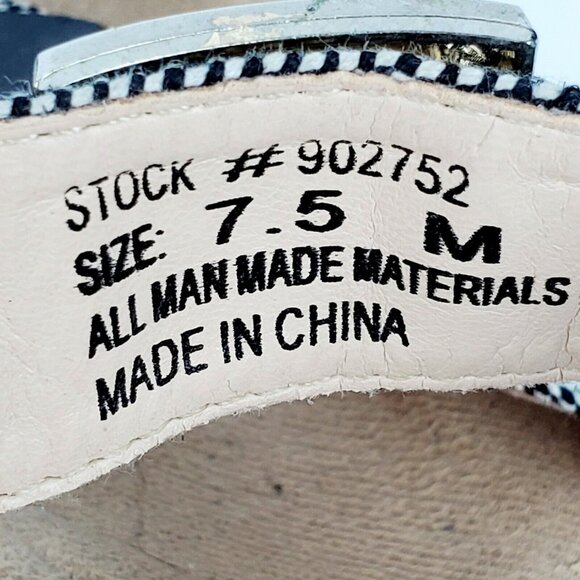 STOCK # 902752
SIZE: 7.5 M
ALL MAN MADE MATERIALS
MADE IN CHINA